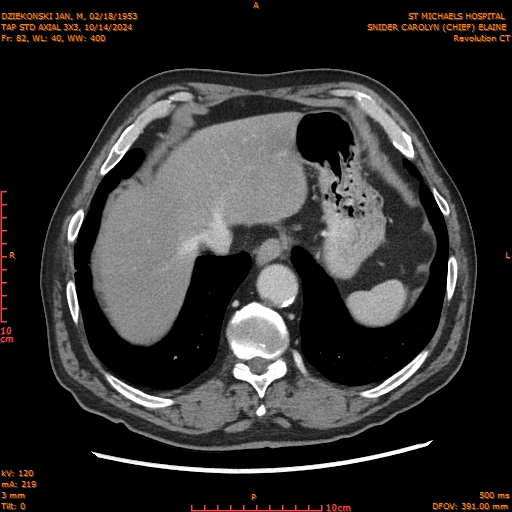 A
DZIEKONSKI JAN, M, 02/18/1953
TAP STD AXIAL 3X3, 10/14/2024
Fr: 82, WL: 40, WW: 400
ST MICHAELS HOSPITAL
SNIDER CAROLYN (CHIEF) ELAINE
Revolution CT
R
L
10
cm
kV: 120
mA: 219
3 mm
Tilt: 0
P
10cm
500 ms
DFOV: 391.00 mm